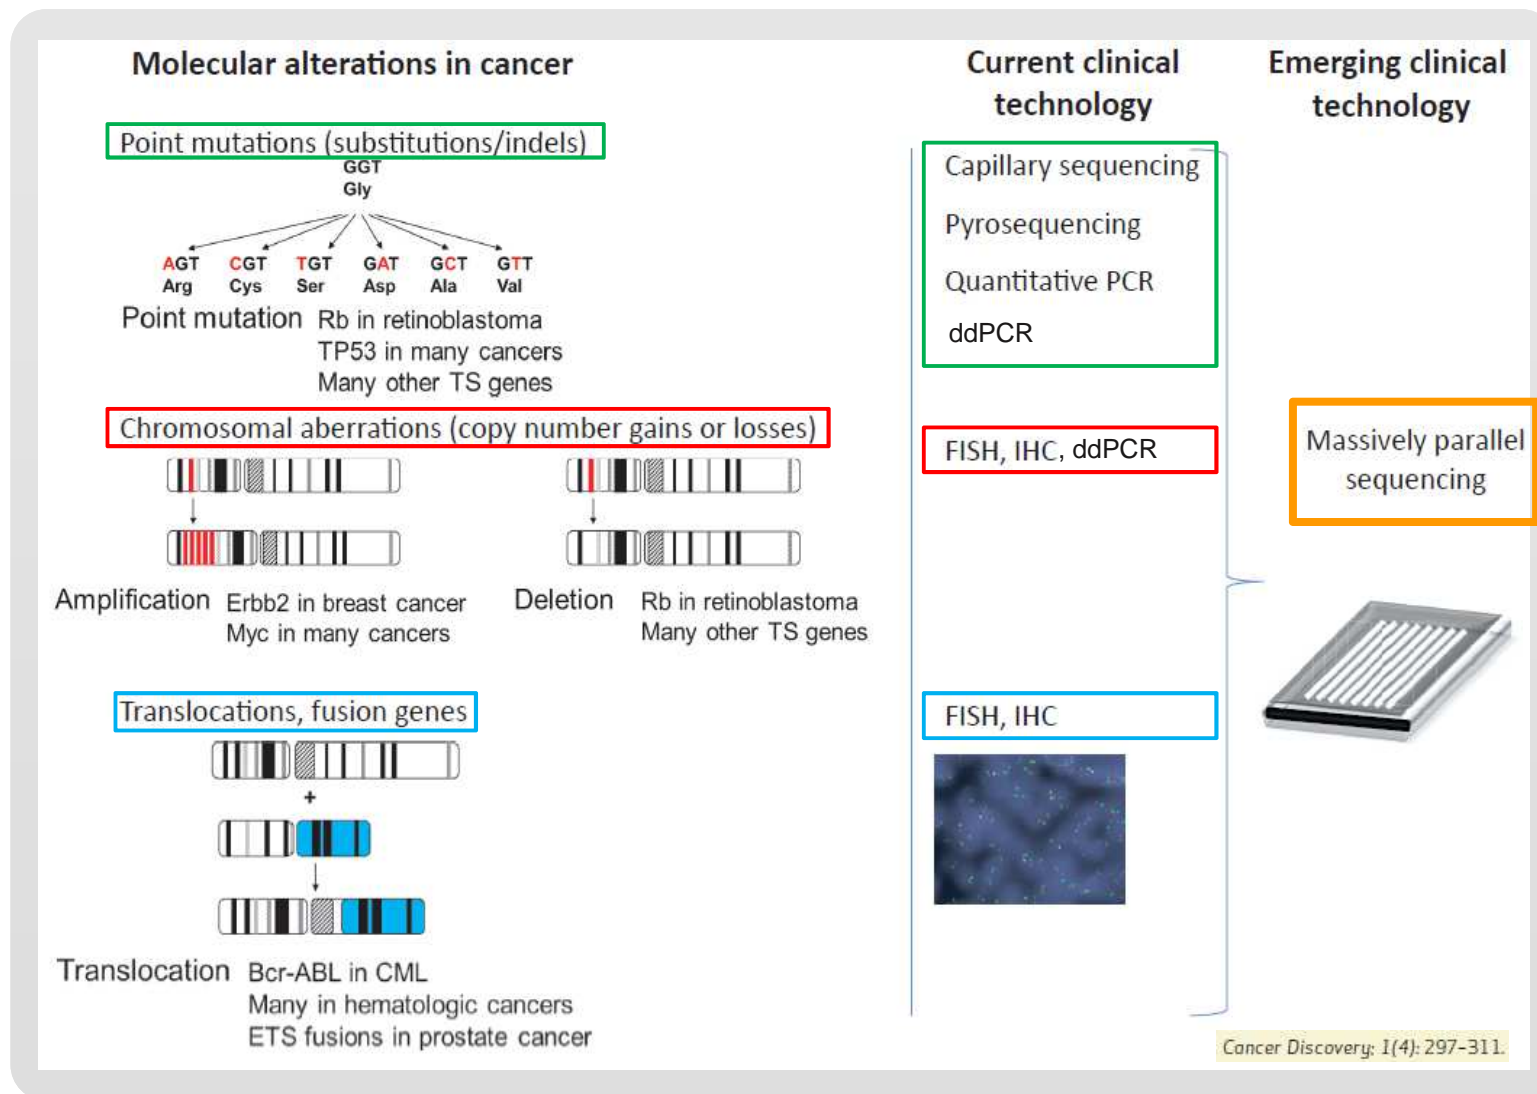 Molecular alterations in cancer
Point mutations (substitutions/indels)
GGT
Gly
AGT CGT TGT GAT GCT GTT
Arg Cys Ser Asp Ala Val
Point mutation Rb in retinoblastoma
TP53 in many cancers
Many other TS genes
Chromosomal aberrations (copy number gains or losses)
Amplification Erbb2 in breast cancer
Myc in many cancers
Deletion Rb in retinoblastoma
Many other TS genes
Translocations, fusion genes
+
Translocation Bcr-ABL in CML
Many in hematologic cancers
ETS fusions in prostate cancer
Current clinical
technology
Capillary sequencing
Pyrosequencing
Quantitative PCR
ddPCR
FISH, IHC, ddPCR
FISH, IHC
Emerging clinical
technology
Massively parallel
sequencing
Cancer Discovery; 1(4): 297-311.